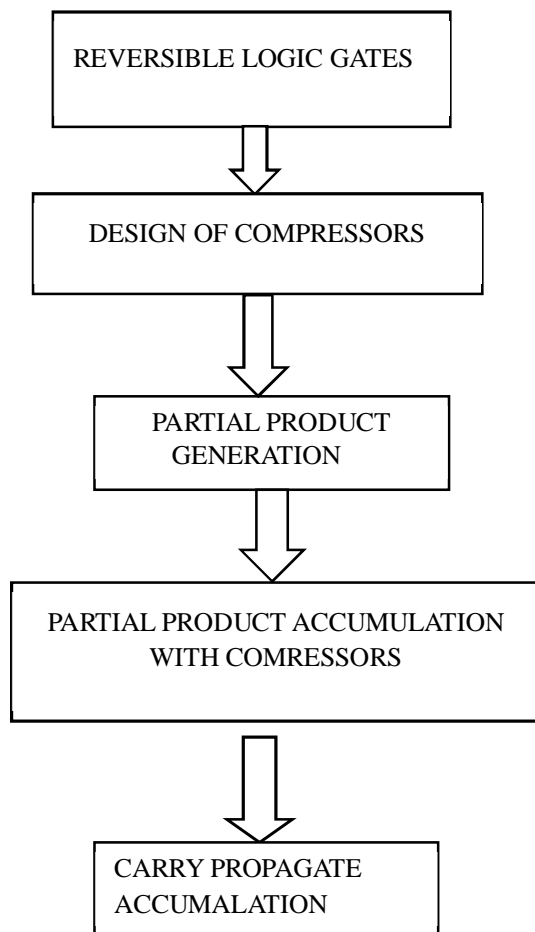 REVERSIBLE LOGIC GATES
DESIGN OF COMPRESSORS
PARTIAL PRODUCT
GENERATION
PARTIAL PRODUCT ACCUMULATION
WITH COMRESSORS
CARRY PROPAGATE
ACCUMALATION